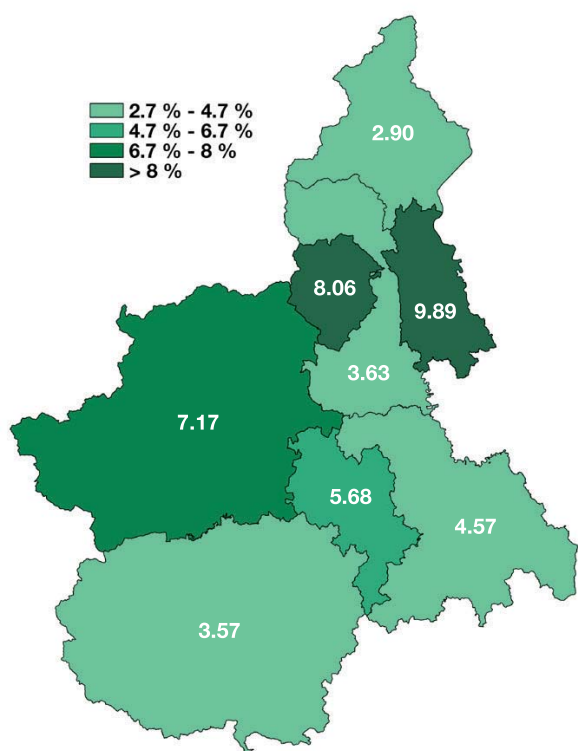 2.7 % - 4.7 %
4.7 % - 6.7 %
6.7 % - 8 %
> 8 %
2.90
8.06
9.89
3.63
7.17
5.68
4.57
3.57